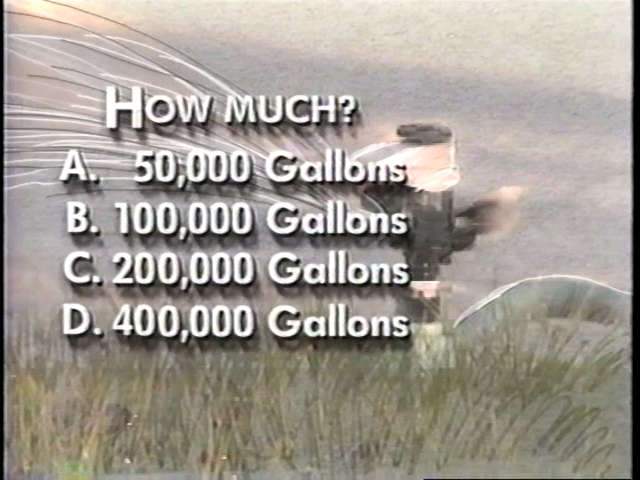 HOW MUCH?
A. 50,000 Gallons
B. 100,000 Gallons
C. 200,000 Gallons
D. 400,000 Gallons